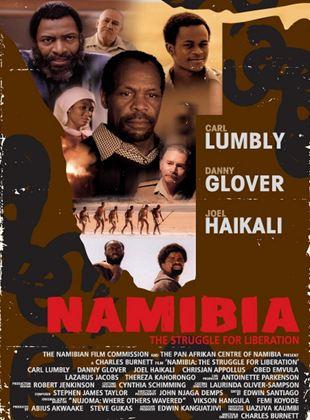 CARL
LUMBLY
DANNY
GLOVER
JOEL
HAIKALI
NAMIBIA
THE STRUGGLE FOR LIBERATION
THE NAMIBIAN FILM COMMISSION AND THE PAN AFRIKAN CENTRE OF NAMIBIA PRESENT
A CHARLES BURNETT FILM "NAMIBIA: THE STRUGGLE FOR LIBERATION"
CARL LUMBLY DANNY GLOVER JOEL HAIKALI CHRISJAN APPOLLUS OBED EMVULA
LAZARUS JACOBS THEREZA KAHORONGO ANTOINETTE PARKINSON
ROBERT JENKINSON CYNTHIA SCHIMMING LAURINDA OLIVER-SAMPSON
STEPHEN JAMES TAYLOR JOHN NJAGA DEMPS EDWIN SANTIAGO
"NUJOMA: WHERE OTHERS WAVERED" VIKSON HANGULA FEMI KOYODE
ABIUS AKWAAKE STEVE GUKAS EDWIN KANGUATJIVI UAZUVA KAUMBI
CHARLES BURNETT